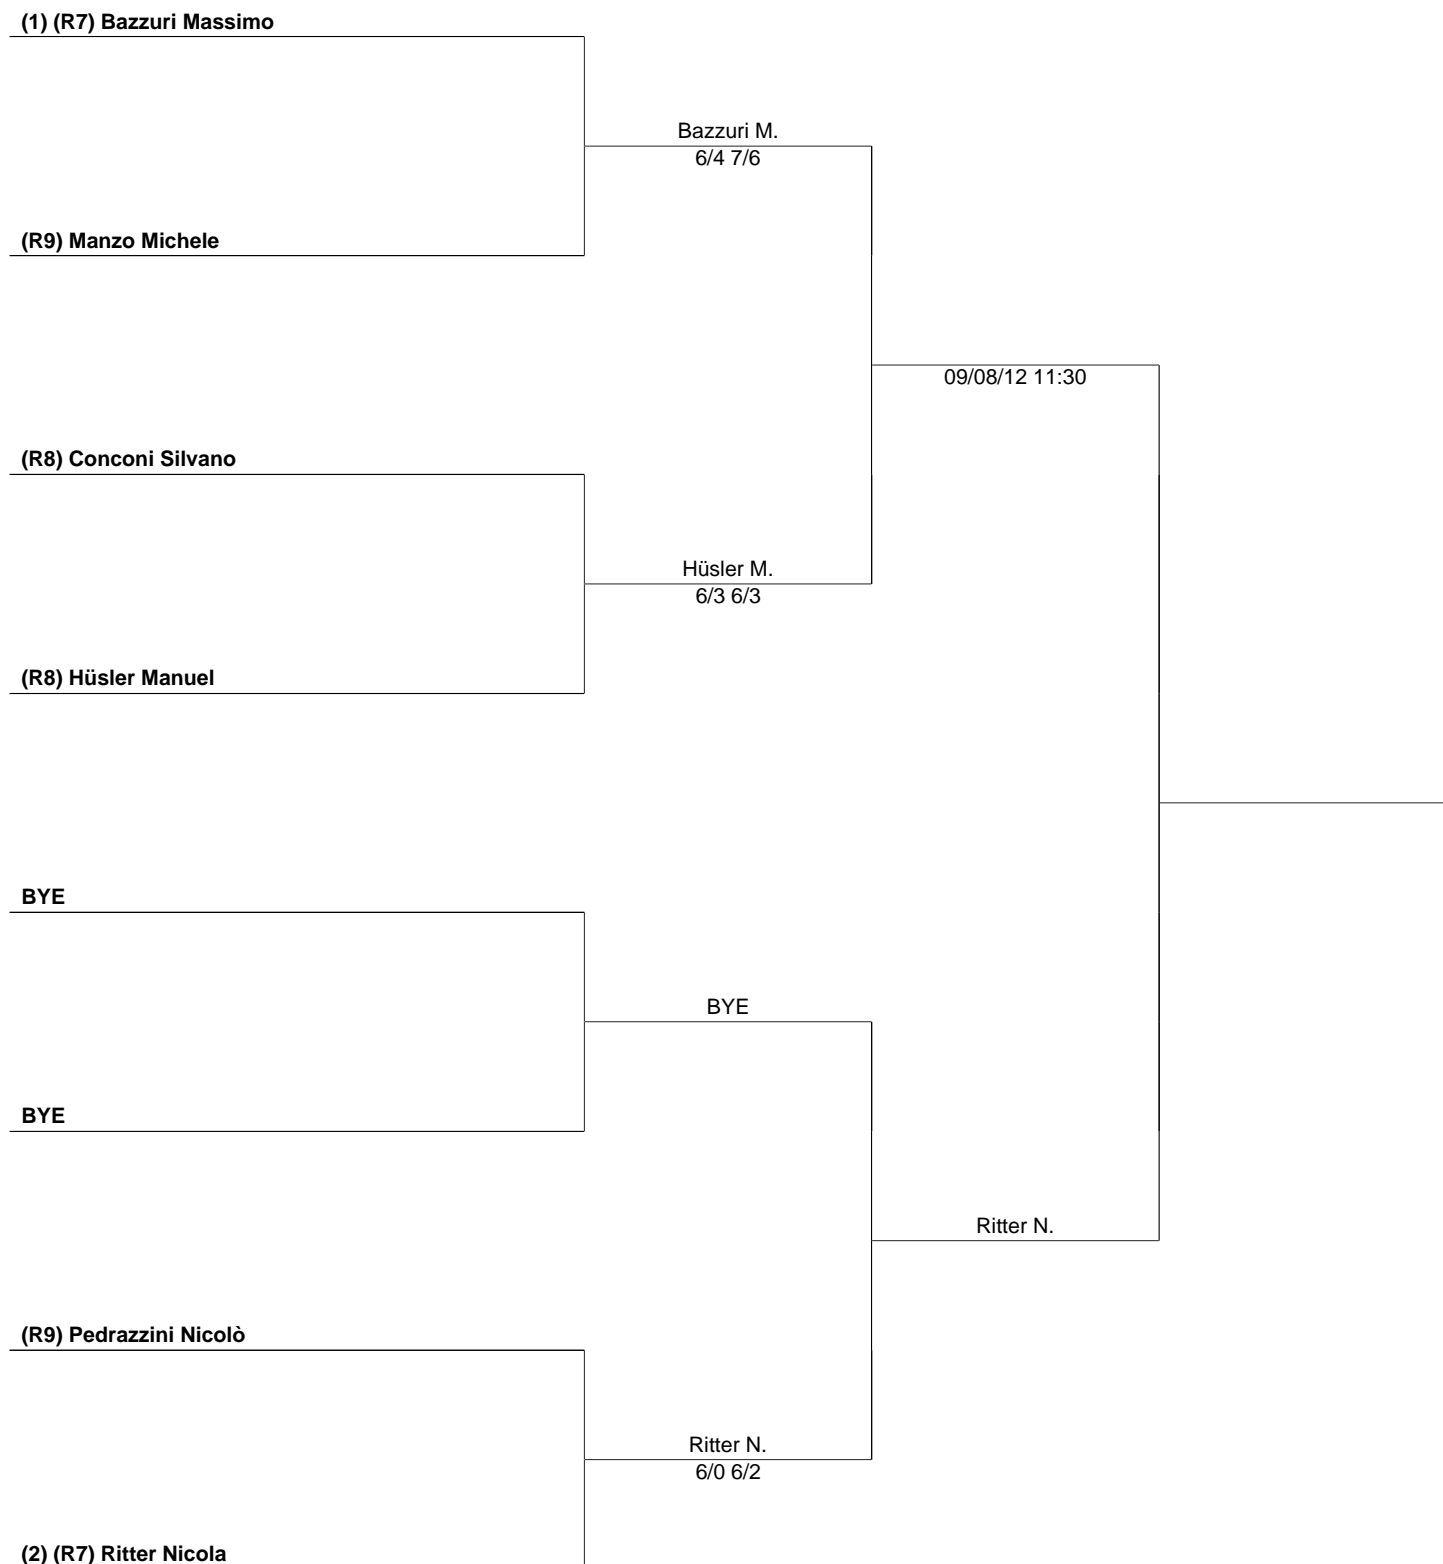 (1) (R7) Bazzuri Massimo
Bazzuri M.
6/4 7/6
(R9) Manzo Michele
09/08/12 11:30
(R8) Conconi Silvano
Hüsler M.
6/3 6/3
(R8) Hüsler Manuel
BYE
BYE
BYE
Ritter N.
(R9) Pedrazzini Nicolò
Ritter N.
6/0 6/2
(2) (R7) Ritter Nicola